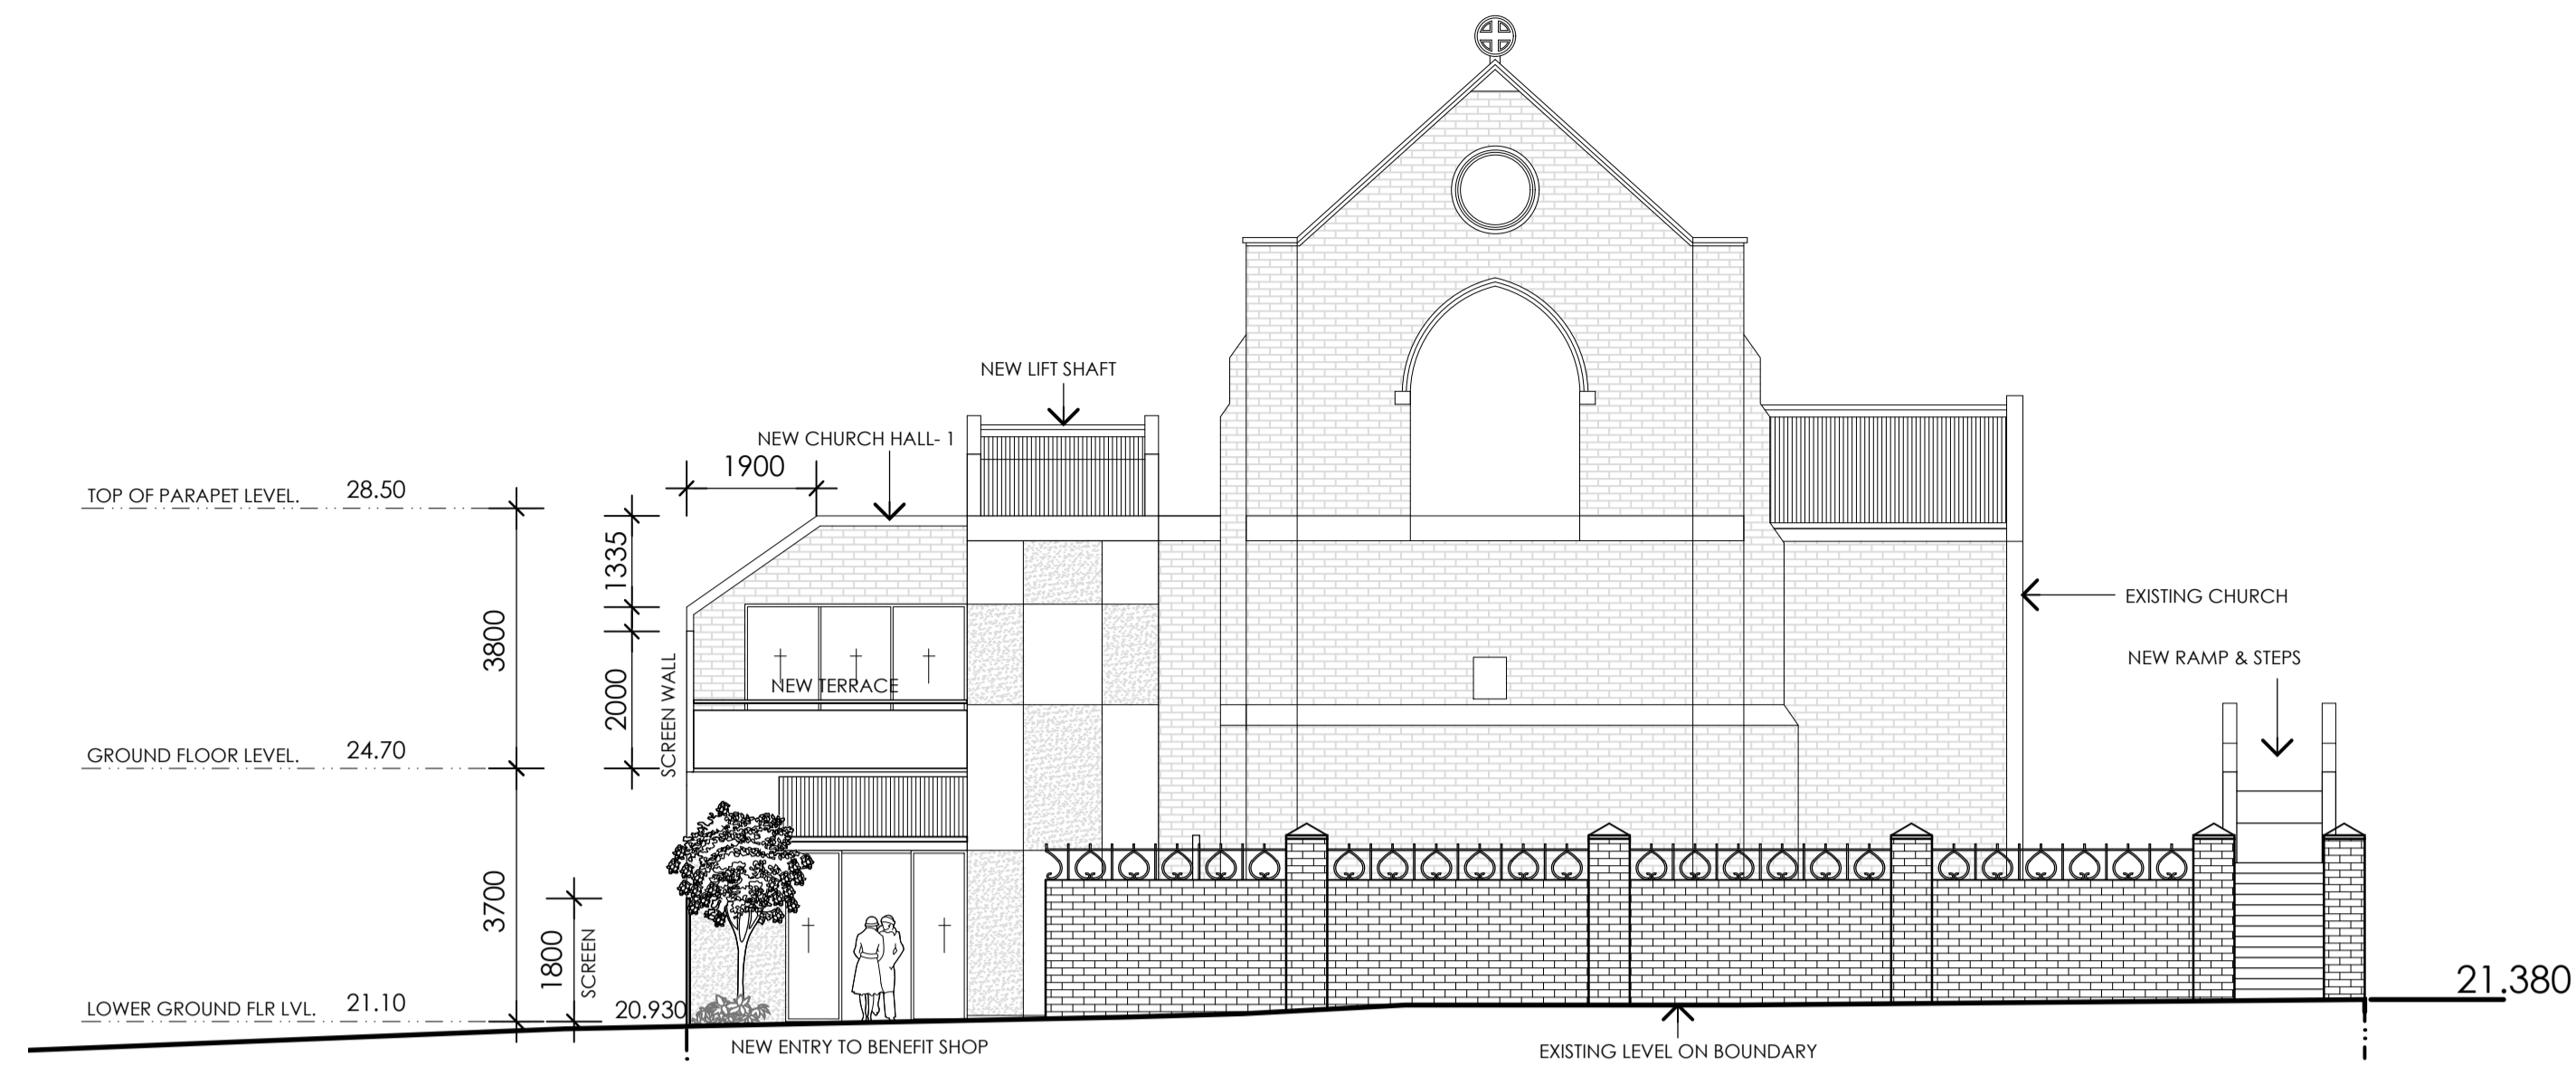 NEW LIFT SHAFT
NEW CHURCH HALL- 1
1900
TOP OF PARAPET LEVEL. 28.50
1335
3800
EXISTING CHURCH
NEW RAMP & STEPS
NEW TERRACE
2000
SCREEN WALL
GROUND FLOOR LEVEL. 24.70
3700
1800
SCREEN
21.380
LOWER GROUND FLR LVL. 21.10
20.930
NEW ENTRY TO BENEFIT SHOP
EXISTING LEVEL ON BOUNDARY